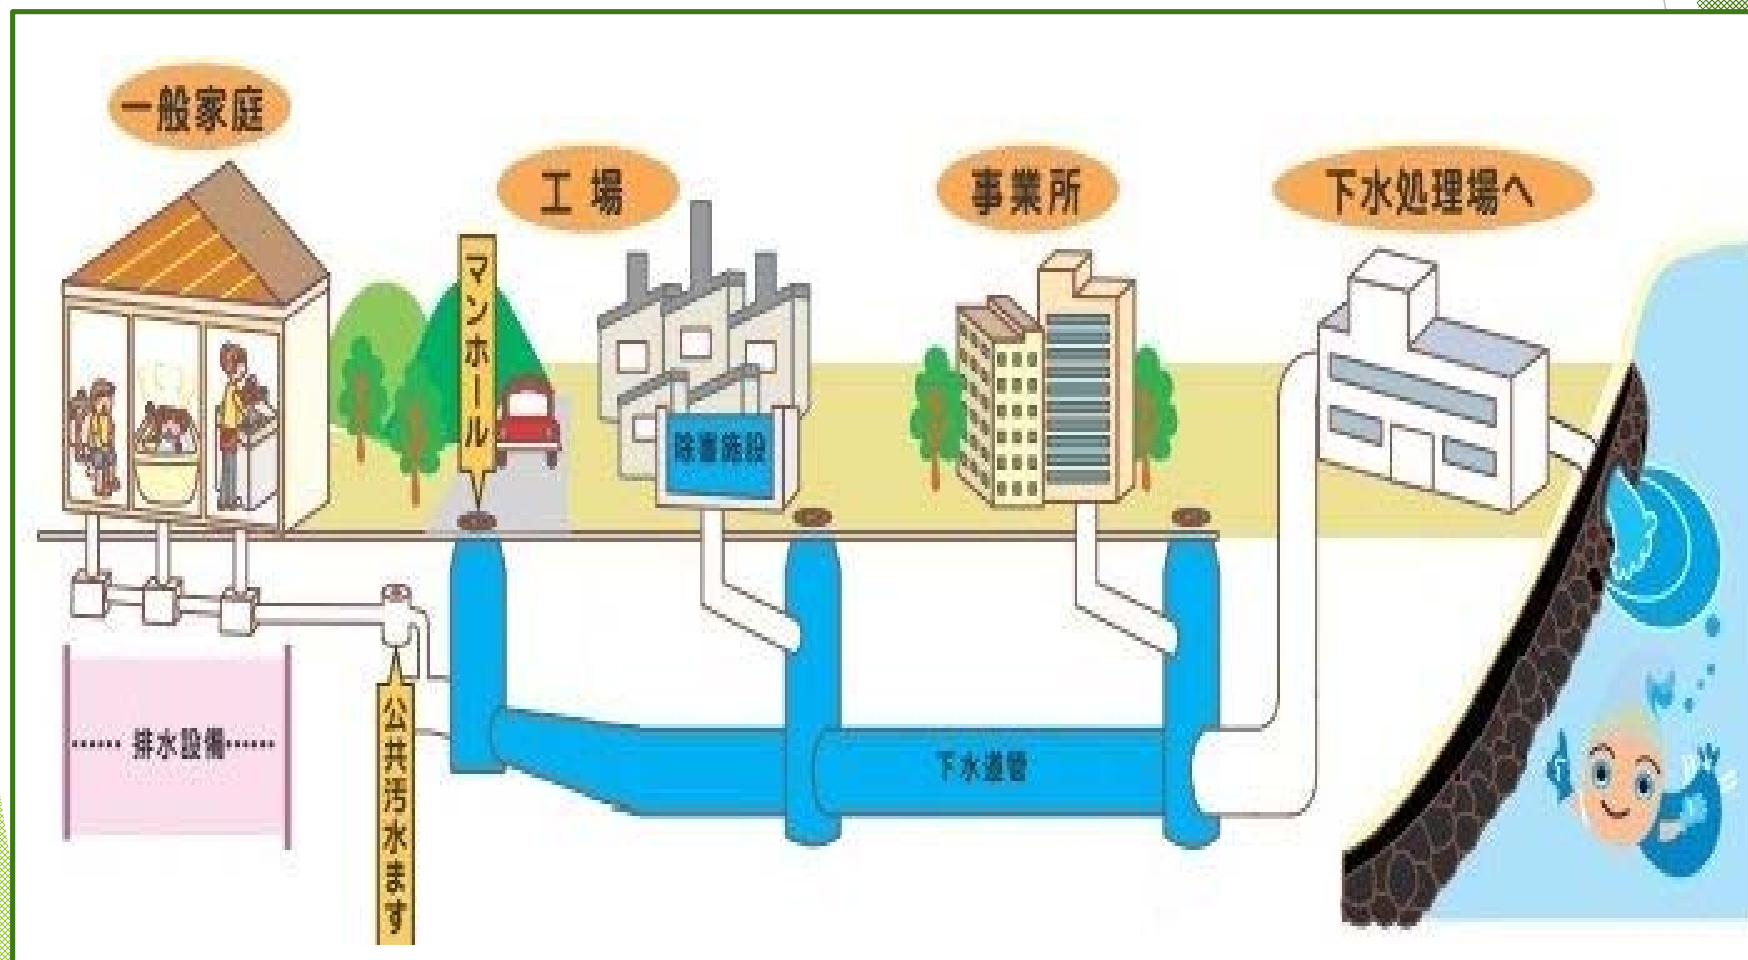 一般家庭
工場
事業所
下水処理場へ
マンホール
除害施設
排水設備
公共汚水ます
下水道管